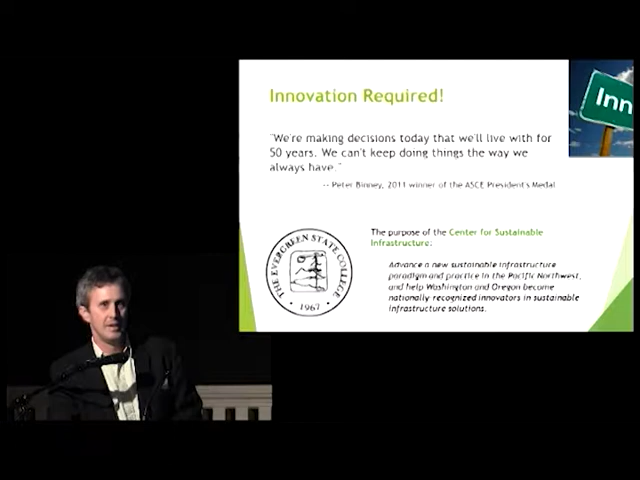 Innovation Required!
Inn
"We're making decisions today that we'll live with for
50 years. We can't keep doing things the way we
always have."
-- Peter Binney, 2011 winner of the ASCE President's Medal
The purpose of the Center for Sustainable
Infrastructure:
Advance a new sustainable infrastructure
paradigm and practice in the Pacific Northwest,
and help Washington and Oregon become
nationally recognized innovators in sustainable
infrastructure solutions.
THE EVERGREEN STATE COLLEGE
· 1967 ·